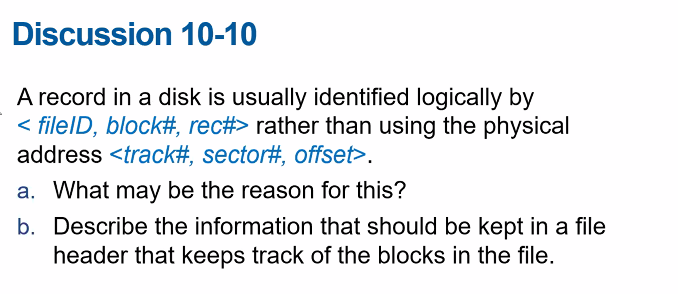 Discussion 10-10
A record in a disk is usually identified logically by
< fileID, block#, rec#> rather than using the physical
address <track#, sector#, offset>.
a. What may be the reason for this?
b. Describe the information that should be kept in a file
header that keeps track of the blocks in the file.